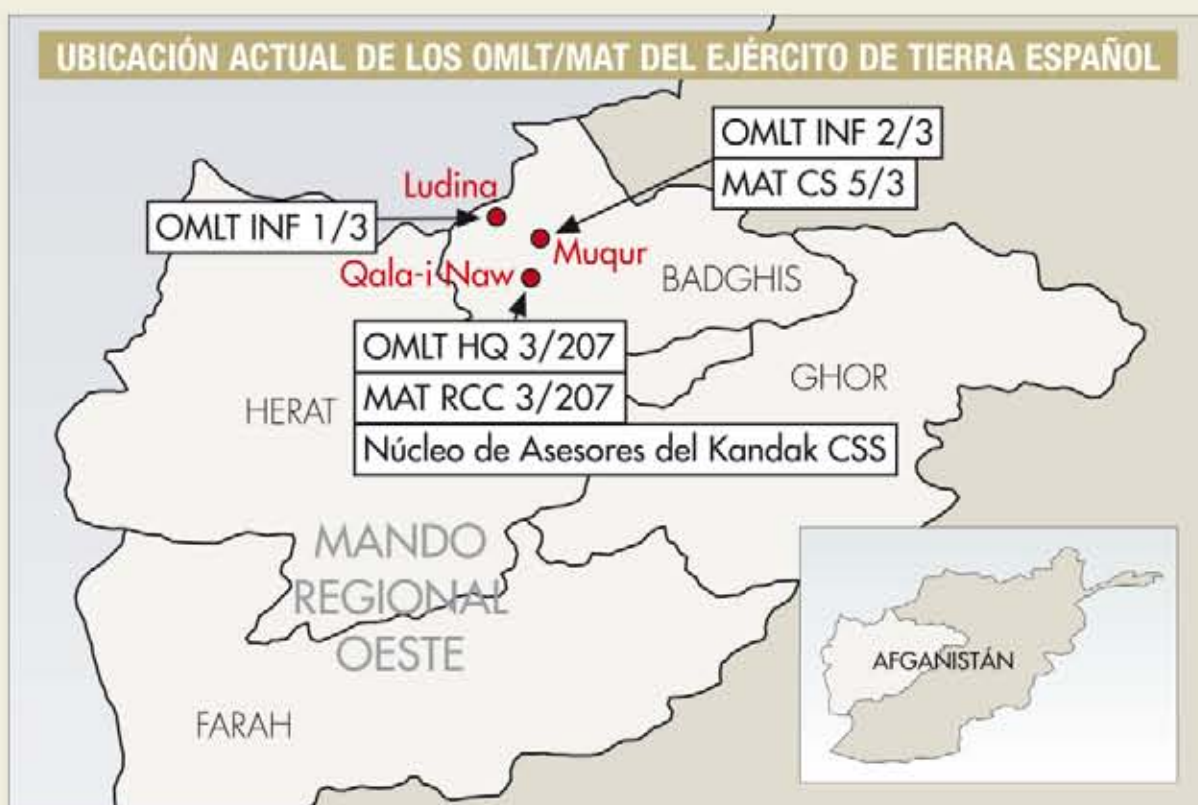 UBICACIÓN ACTUAL DE LOS OMLT/MAT DEL EJÉRCITO DE TIERRA ESPAÑOL
OMLT INF 2/3
MAT CS 5/3
Ludina
OMLT INF 1/3
Muqur
Qala-i-Naw
BADGHIS
OMLT HQ 3/207
MAT RCC 3/207
Núcleo de Asesores del Kandak CSS
GHOR
HERAT
MANDO
REGIONAL
OESTE
FARAH
AFGANISTÁN